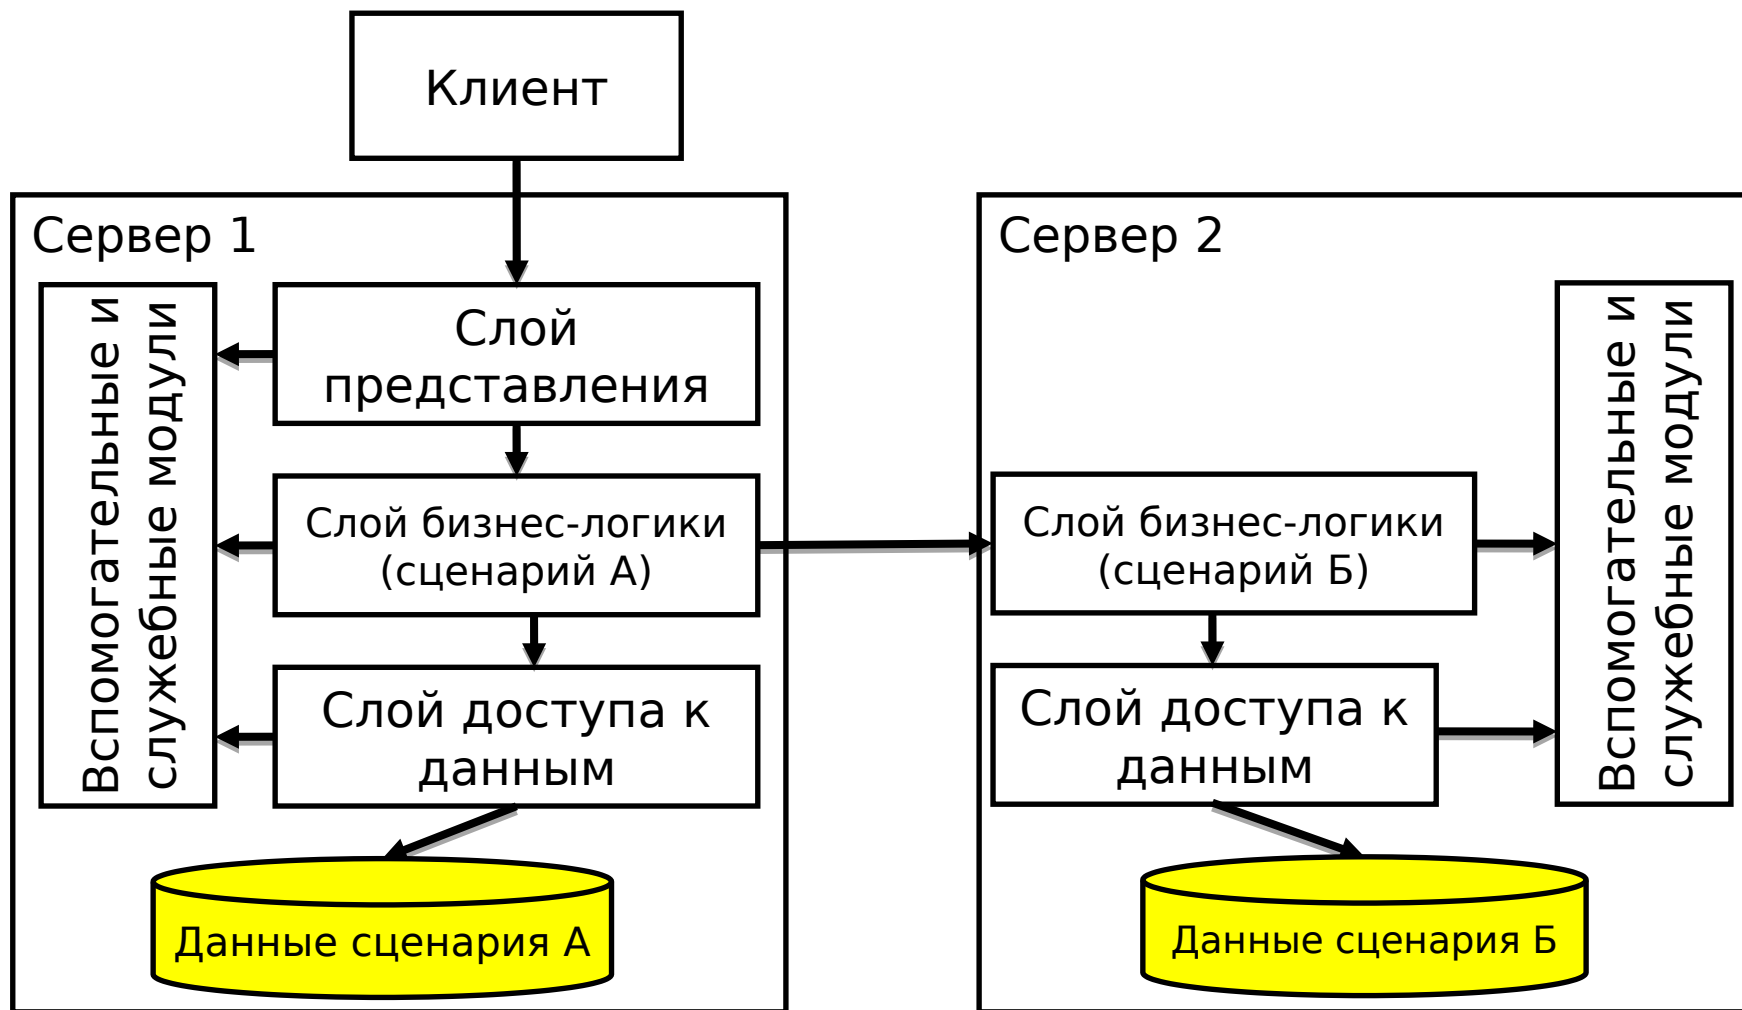 Клиент
Сервер 1
Вспомогательные и
служебные модули
Слой
представления
Слой бизнес-логики
(сценарий А)
Слой доступа к
данным
Данные сценария А
Сервер 2
Слой бизнес-логики
(сценарий Б)
Слой доступа к
данным
Вспомогательные и
служебные модули
Данные сценария Б